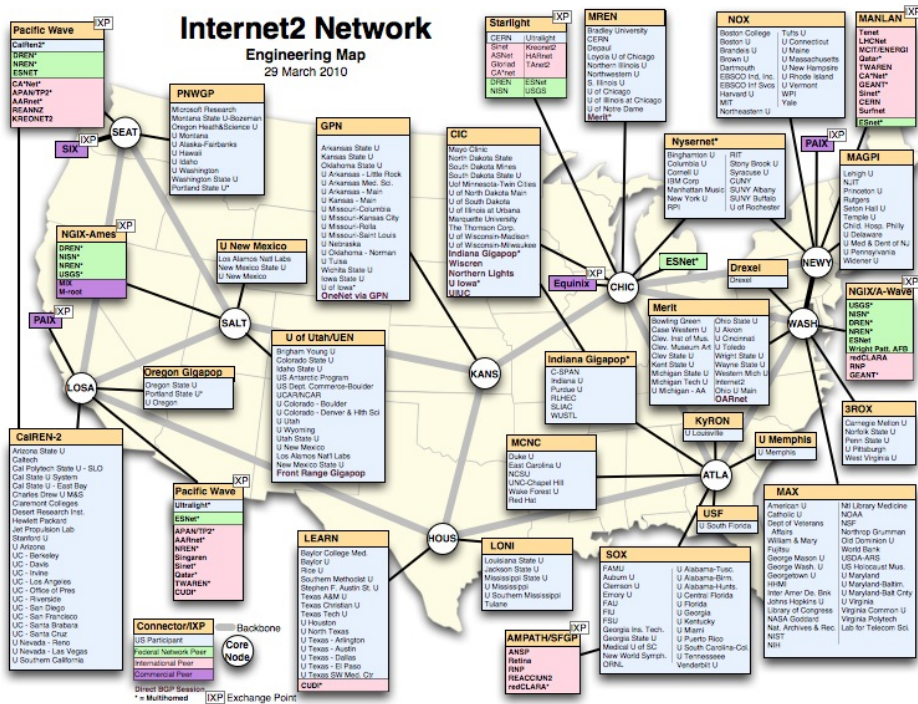 Internet2 Network
Engineering Map
29 March 2010
Pacific Wave
IXP
CalRen2*
DREN*
NREN*
ESNET
CA*Net*
APAN/TP2*
AARnet*
REANNZ
KREONET2
SIX
IXP
SEAT
PNWGP
Microsoft Research
Montana State U-Bozeman
Oregon Heath&Science U
U Montana
U Alaska-Fairbanks
U Hawaii
U Idaho
U Washington
Washington State U
Portland State U*
GPN
Arkansas State U
Kansas State U
Oklahoma State U
U Arkansas - Little Rock
U Arkansas Med. Sci.
U Arkansas - Main
U Kansas - Main
U Missouri-Columbia
U Missouri-Kansas City
U Missouri-Rolla
U Missouri-Saint Louis
U Nebraska
U Oklahoma - Norman
U Tulsa
Wichita State U
Iowa State U
U of Iowa*
OneNet via GPN
CIC
Mayo Clinic
North Dakota State
South Dakota Mines
South Dakota State U
Uof Minnesota-Twin Cities
U of North Dakota Main
U of South Dakota
U of Illinois at Urbana
Marquette University
The Thomson Corp.
U of Wisconsin-Madison
U of Wisconsin-Milwaukee
Indiana Gigapop*
Wiscren
Northern Lights
U Iowa*
UIUC
Starlight
IXP
CERN
Ultralight
Sinet
Kreonet2
ASNet
HARnet
Gloriad
TANet2
CA*net
DREN
ESNet
NISN
USGS
MREN
Bradley University
CERN
Depaul
Loyola U of Chicago
Northern Illinois U
Northwestern U
S. Illinois U
U of Chicago
U of Illinois at Chicago
U of Notre Dame
Merit*
NOX
Boston College
Boston U
Brandeis U
Brown U
Dartmouth
EBSCO Ind, Inc.
EBSCO Inf Svcs
Harvard U
MIT
Northeastern U
Tufts U
U Connecticut
U Maine
U Massachusetts
U New Hampshire
U Rhode Island
U Vermont
WPI
Yale
MANLAN
IXP
Tenet
LHCNet
MCIT/ENERGI
Qatar*
TWAREN
CA*Net*
GEANT*
Sinet*
CERN
Surfnet
ESnet*
Nysernet*
Binghamton U
Columbia U
Cornell U
IBM Corp
Manhattan Music
New York U
RPI
RIT
Stony Brook U
Syracuse U
CUNY
SUNY Albany
SUNY Buffalo
U of Rochester
PAIX
IXP
MAGPI
Lehigh U
NJIT
Princeton U
Rutgers
Seton Hall U
Temple U
Child. Hosp. Philly
U Delaware
U Med & Dent of NJ
U Pennsylvania
Widener U
NEWY
NGIX-Ames
IXP
DREN*
NISN*
NREN*
USGS*
MIX
M-root
U New Mexico
Los Alamos Nat'l Labs
New Mexico State U
U New Mexico
Equinix
IXP
CHIC
ESNet*
Drexel
Drexel
NGIX/A-Wave
IXP
USGS*
NISN*
DREN*
NREN*
ESNet
Wright Patt. AFB
redCLARA
RNP
GEANT*
WASH
PAIX
IXP
SALT
U of Utah/UEN
Brigham Young U
Colorado State U
Idaho State U
US Antarctic Program
US Dept. Commerce-Boulder
UCAR/NCAR
U Colorado - Boulder
U Colorado - Denver & Hlth Sci
U Utah
U Wyoming
Utah State U
U New Mexico
Los Alamos Nat'l Labs
New Mexico State U
Front Range Gigapop
KANS
Indiana Gigapop*
C-SPAN
Indiana U
Purdue U
RLHEC
SLIAC
WUSTL
Merit
Bowling Green
Case Western U
Clev. Inst of Mus.
Clev. Museum Art
Clev State U
Kent State U
Michigan State U
Michigan Tech U
U Michigan - AA
Ohio State U
U Akron
U Cincinnati
U Toledo
Wright State U
Wayne State U
Western Mich U
Internet2
Ohio U Main
OARnet
LOSA
Oregon Gigapop
Oregon State U
Portland State U*
U Oregon
3ROX
Carnegie Mellon U
Norfolk State U
Penn State U
U Pittsburgh
West Virginia U
KyRON
U Louisville
U Memphis
U Memphis
CalREN-2
Arizona State U
Caltech
Cal Polytech State U - SLO
Cal State U System
Cal State U - East Bay
Charles Drew U M&S
Claremont Colleges
Desert Research Inst.
Hewlett Packard
Jet Propulsion Lab
Stanford U
U Arizona
UC - Berkeley
UC - Davis
UC - Irvine
UC - Los Angeles
UC - Office of Pres
UC - Riverside
UC - San Diego
UC - San Francisco
UC - Santa Brabara
UC - Santa Cruz
U Nevada - Reno
U Nevada - Las Vegas
U Southern California
Pacific Wave
IXP
Ultralight*
ESNet*
APAN/TP2*
AARnet*
NREN*
Singaren
Sinet*
Qatar*
TWAREN*
CUDI*
MCNC
Duke U
East Carolina U
NCSU
UNC-Chapel Hill
Wake Forest U
Red Hat
ATLA
USF
U South Florida
HOUS
LEARN
Baylor College Med.
Baylor U
Rice U
Southern Methodist U
Stephen F. Austin St. U
Texas A&M U
Texas Christian U
Texas Tech U
U Houston
U North Texas
U Texas - Arlington
U Texas - Austin
U Texas - Dallas
U Texas - El Paso
U Texas SW Med. Ctr
CUDI*
LONI
Louisiana State U
Jackson State U
Mississippi State U
U Mississippi
U Southern Mississippi
Tulane
SOX
FAMU
Auburn U
Clemson U
Emory U
FAU
FIU
FSU
Georgia Ins. Tech.
Georgia State U
Medical U of SC
New World Symph.
ORNL
U Alabama-Tusc.
U Alabama-Birm.
U Alabama-Hunts.
U Central Florida
U Florida
U Georgia
U Kentucky
U Miami
U Puerto Rico
U South Carolina-Col.
U Tennesseee
Venderbilt U
MAX
American U
Catholic U
Dept of Veterans
Affairs
William & Mary
Fujitsu
George Mason U
George Wash. U
Georgetown U
HHMI
Inter Amer De. Bnk
Johns Hopkins U
Library of Congress
NASA Goddard
Nat. Archives & Rec.
NIST
NIH
Ntl Library Medicine
NOAA
NSF
Northrop Grumman
Old Dominion U
World Bank
USDA-ARS
US Holocaust Mus.
U Maryland
U Maryland-Baltim.
U Maryland-Balt Cnty
U Virginia
Virginia Common U
Virginia Polytech
Lab for Telecom Sci.
AMPATH/SFGP
IXP
ANSP
Retina
RNP
REACCIUN2
redCLARA*
Connector/IXP
US Participant
Federal Network Peer
International Peer
Commercial Peer
Direct BGP Session
* = Multihomed
Backbone
Core
Node
IXP
Exchange Point